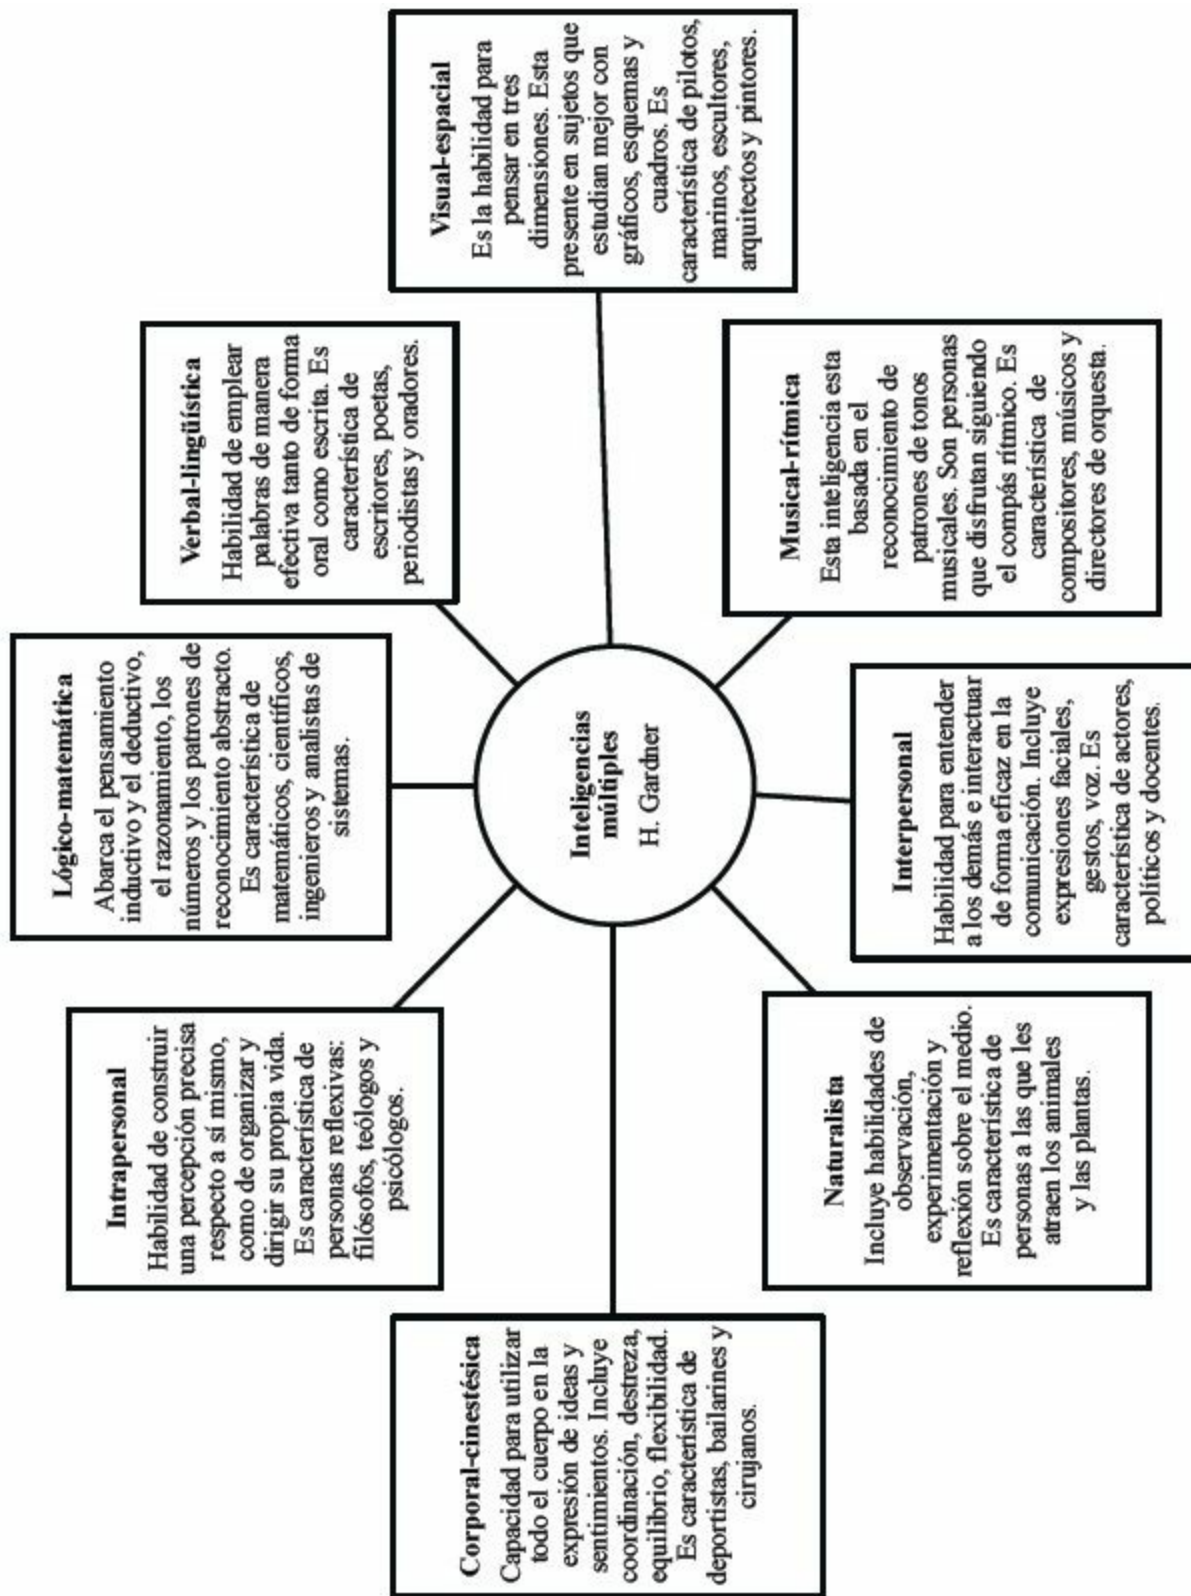 Lógico-matemática
Abarca el pensamiento
inductivo y el deductivo,
el razonamiento, los
números y los patrones de
reconocimiento abstracto.
Es característica de
matemáticos, científicos,
ingenieros y analistas de
sistemas.
Intrapersonal
Habilidad de construir
una percepción precisa
respecto a sí mismo,
como de organizar y
dirigir su propia vida.
Es característica de
personas reflexivas:
filósofos, teólogos y
psicólogos.
Verbal-lingüística
Habilidad de emplear
palabras de manera
efectiva tanto de forma
oral como escrita. Es
característica de
escritores, poetas,
periodistas y oradores.
Corporal-cinestésica
Capacidad para utilizar
todo el cuerpo en la
expresión de ideas y
sentimientos. Incluye
coordinación, destreza,
equilibrio, flexibilidad.
Es característica de
deportistas, bailarines y
cirujanos.
Inteligencias
múltiples
H. Gardner
Visual-espacial
Es la habilidad para
pensar en tres
dimensiones. Esta
presente en sujetos que
estudian mejor con
gráficos, esquemas y
cuadros. Es
característica de pilotos,
marinos, escultores,
arquitectos y pintores.
Naturalista
Incluye habilidades de
observación,
experimentación y
reflexión sobre el medio.
Es característica de
personas a las que les
atraen los animales
y las plantas.
Interpersonal
Habilidad para entender
a los demás e interactuar
de forma eficaz en la
comunicación. Incluye
expresiones faciales,
gestos, voz. Es
característica de actores,
políticos y docentes.
Musical-rítmica
Esta inteligencia esta
basada en el
reconocimiento de
patrones de tonos
musicales. Son personas
que disfrutan siguiendo
el compás rítmico. Es
característica de
compositores, músicos y
directores de orquesta.